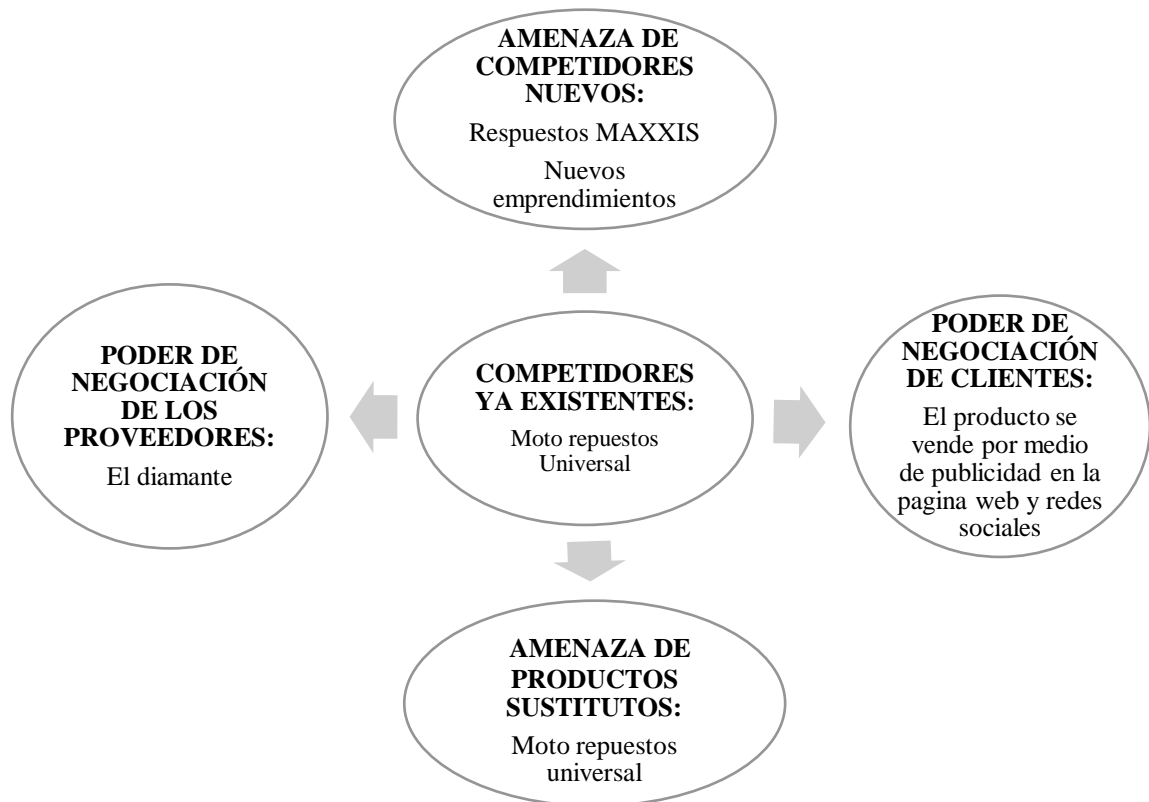 AMENAZA DE
COMPETIDORES
NUEVOS:
Respuestos MAXXIS
Nuevos
emprendimientos
PODER DE
NEGOCIACIÓN
DE LOS
PROVEEDORES:
El diamante
COMPETIDORES
YA EXISTENTES:
Moto repuestos
Universal
PODER DE
NEGOCIACIÓN
DE CLIENTES:
El producto se
vende por medio
de publicidad en la
pagina web y redes
sociales
AMENAZA DE
PRODUCTOS
SUSTITUTOS:
Moto repuestos
universal